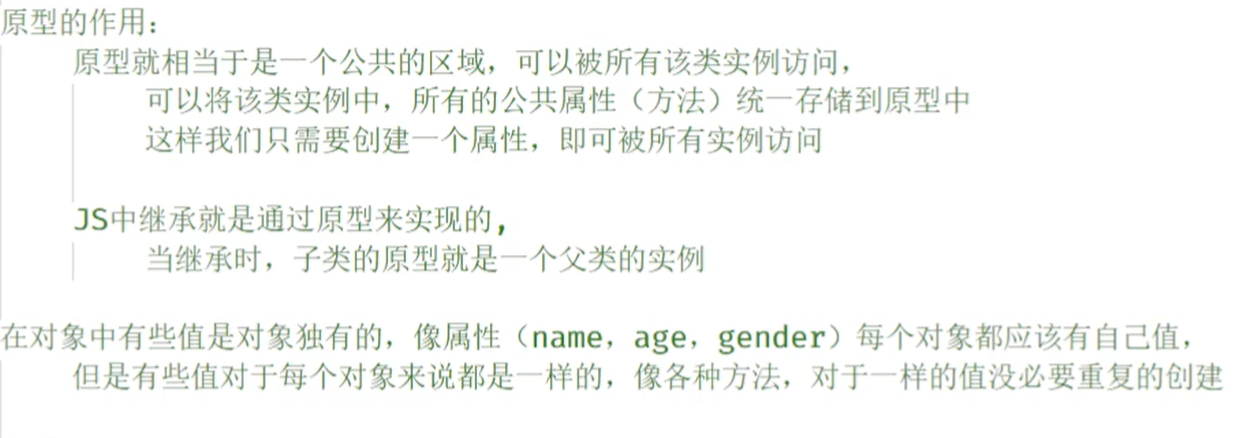 原型的作用：
原型就相当于是一个公共的区域，可以被所有该类实例访问，
可以将该类实例中，所有的公共属性（方法）统一存储到原型中
这样我们只需要创建一个属性，即可被所有实例访问
JS中继承就是通过原型来实现的,
当继承时，子类的原型就是一个父类的实例
在对象中有些值是对象独有的，像属性（name，age，gender）每个对象都应该有自己值，
但是有些值对于每个对象来说都是一样的，像各种方法，对于一样的值没必要重复的创建